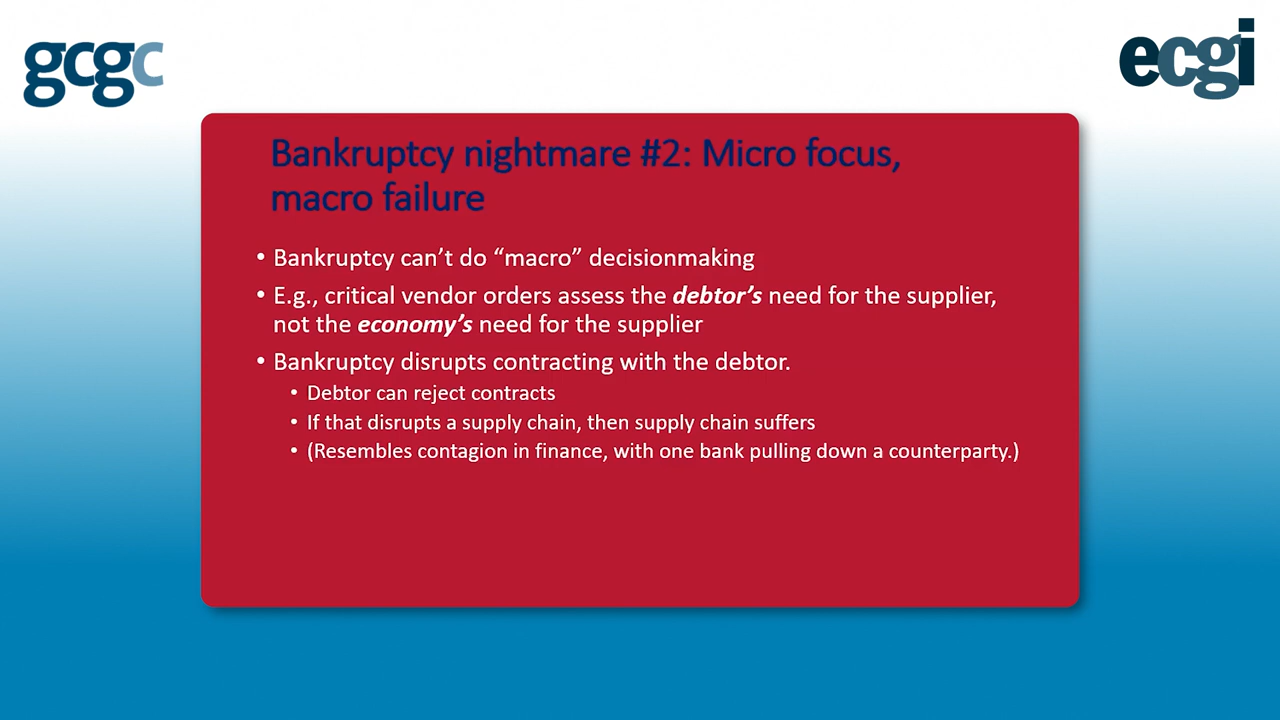 gcgc
ecgi
Bankruptcy nightmare #2: Micro focus,
macro failure
• Bankruptcy can’t do “macro” decisionmaking
• E.g., critical vendor orders assess the debtor’s need for the supplier,
not the economy’s need for the supplier
• Bankruptcy disrupts contracting with the debtor.
• Debtor can reject contracts
• If that disrupts a supply chain, then supply chain suffers
• (Resembles contagion in finance, with one bank pulling down a counterparty.)